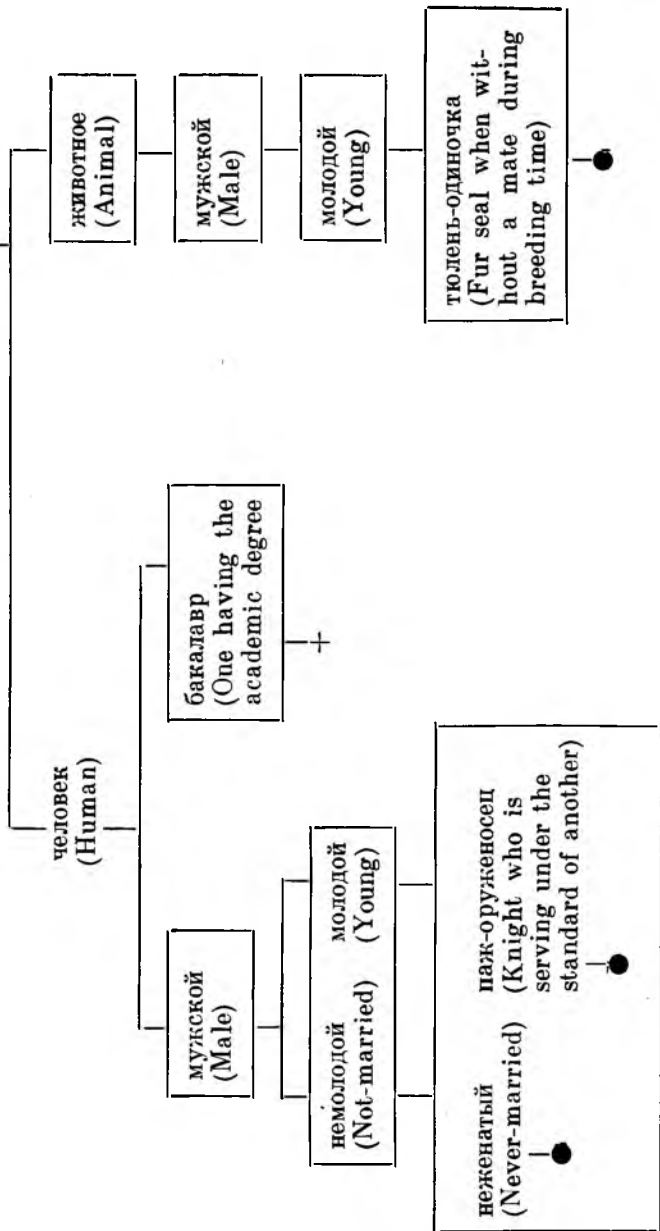 человек
(Human)
животное
(Animal)
мужской
(Male)
бакалавр
(One having the
academic degree
мужской
(Male)
немолодой
(Not-married)
молодой
(Young)
молодой
(Young)
неженатый
(Never-married)
паж-оруженосец
(Knight who is
serving under the
standard of another)
тюлень-одиночка
(Fur seal when wit-
hout a mate during
breeding time)